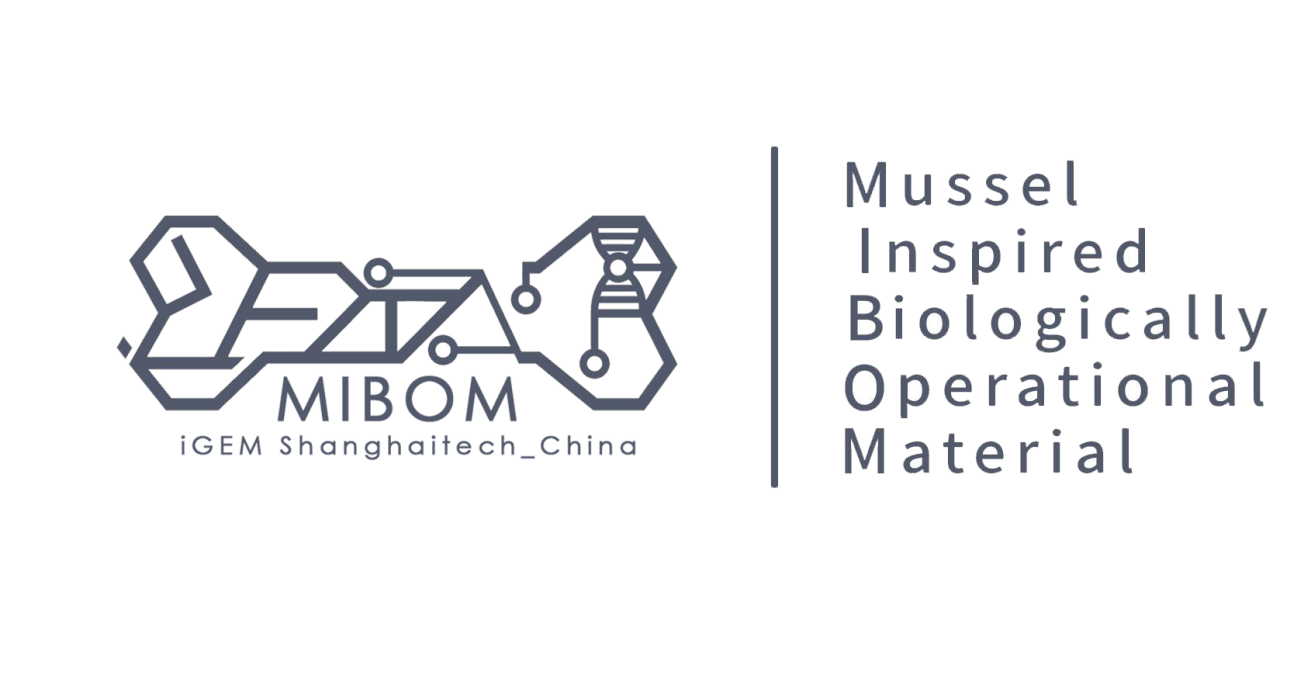 MIBOM
iGEM Shanghaitech_China
Mussel
Inspired
Biologically
Operational
Material